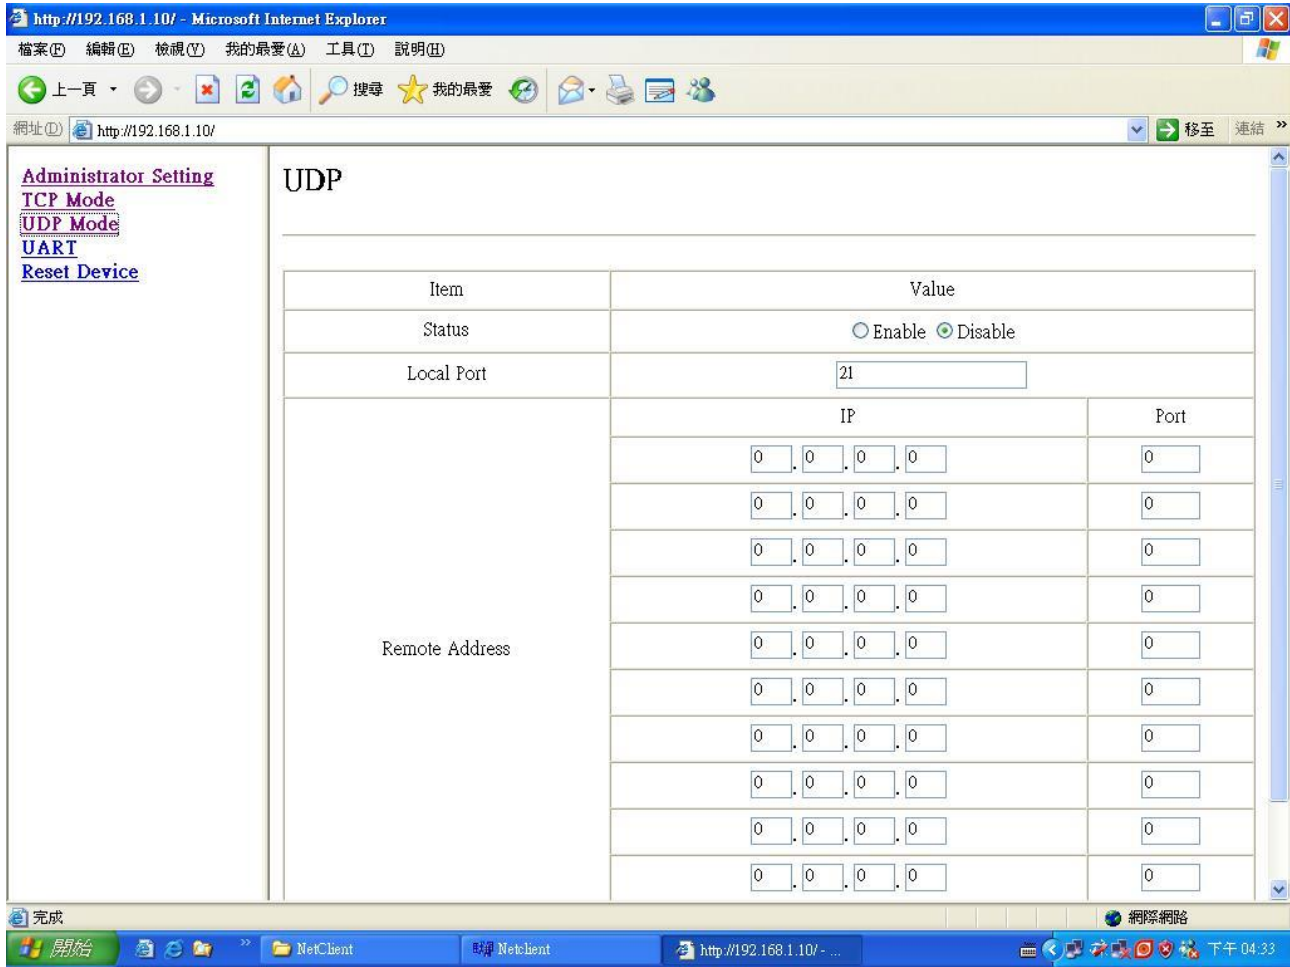 http://192.168.1.10/ - Microsoft Internet Explorer
檔案(F) 編輯(E) 檢視(V) 我的最愛(A) 工具(T) 說明(H)
上一頁 搜尋 我的最愛
網址(D) http://192.168.1.10/ 移至 連結 »
Administrator Setting
TCP Mode
UDP Mode
UART
Reset Device
UDP
Item Value
Status Enable Disable
Local Port 21
Remote Address
IP Port
0 . 0 . 0 . 0 0
0 . 0 . 0 . 0 0
0 . 0 . 0 . 0 0
0 . 0 . 0 . 0 0
0 . 0 . 0 . 0 0
0 . 0 . 0 . 0 0
0 . 0 . 0 . 0 0
0 . 0 . 0 . 0 0
0 . 0 . 0 . 0 0
0 . 0 . 0 . 0 0
完成 網際網路
開始 » NetClient Netclient http://192.168.1.10/ - ... 下午 04:33